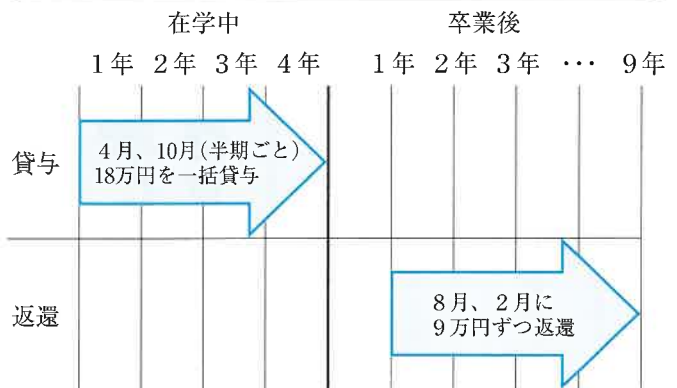 在学中 卒業後
1年 2年 3年 4年 1年 2年 3年 … 9年
貸与
4月、10月(半期ごと)
18万円を一括貸与
返還
8月、2月に
9万円ずつ返還